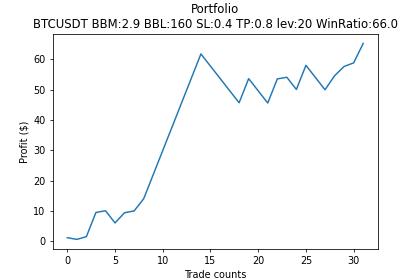 Portfolio
BTCUSDT BBM:2.9 BBL:160 SL:0.4 TP:0.8 lev:20 WinRatio:66.0
60
50
40
30
20
10
0
Profit ($)
0 5 10 15 20 25 30
Trade counts